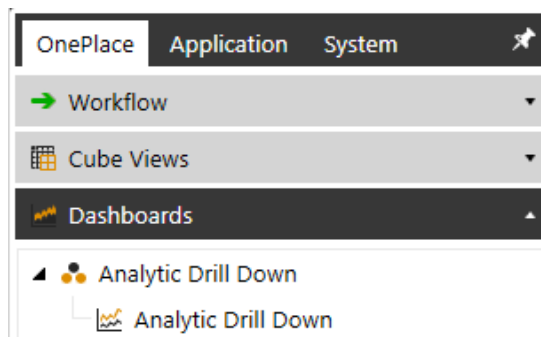 OnePlace Application System
Workflow
Cube Views
Dashboards
Analytic Drill Down
Analytic Drill Down